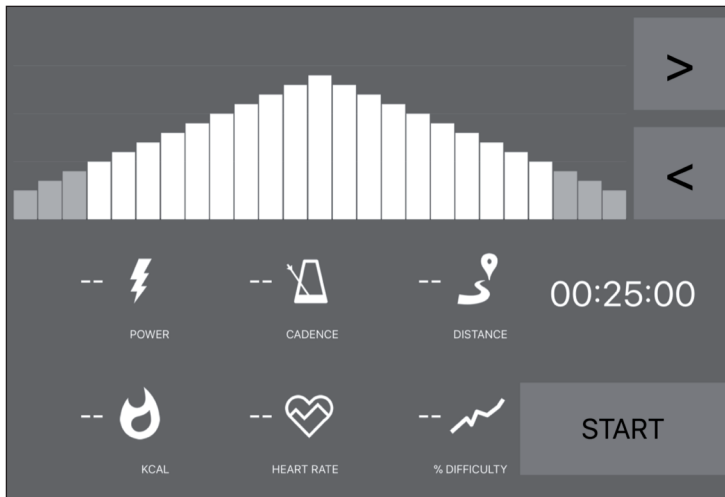 >
<
-- -- -- 00:25:00
POWER CADENCE DISTANCE
-- -- --
START
KCAL HEART RATE % DIFFICULTY